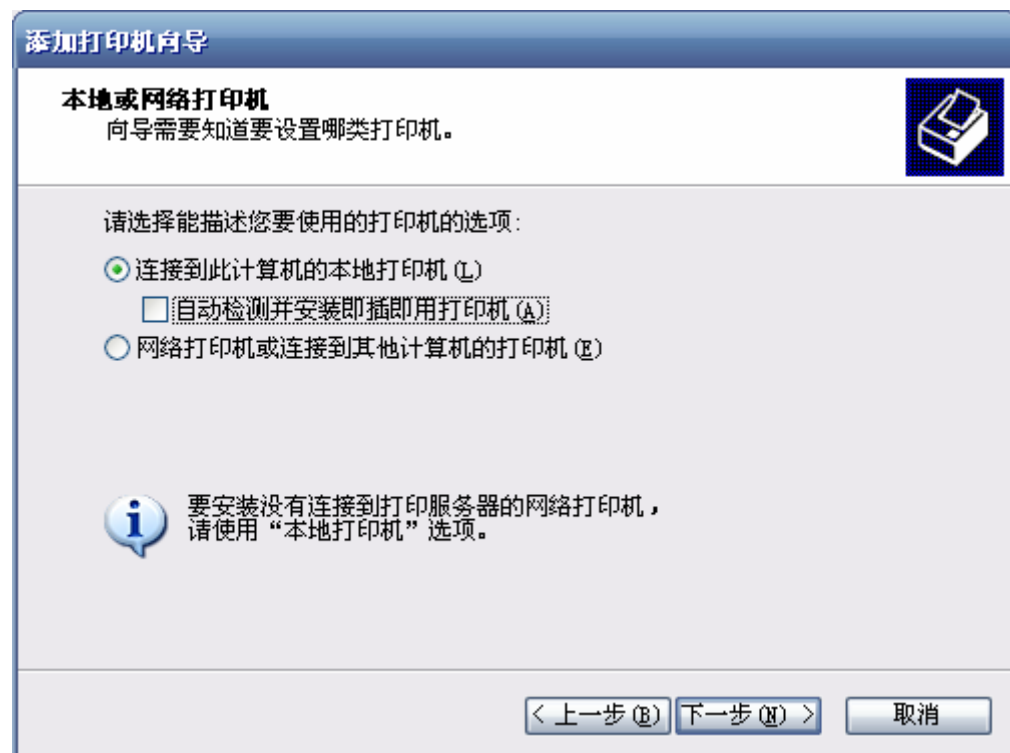 添加打印机向导
本地或网络打印机
向导需要知道要设置哪类打印机。
请选择能描述您要使用的打印机的选项:
连接到此计算机的本地打印机(L)
自动检测并安装即插即用打印机(A)
网络打印机或连接到其他计算机的打印机(E)
要安装没有连接到打印服务器的网络打印机，
请使用“本地打印机”选项。
< 上一步(B) 下一步(N) > 取消